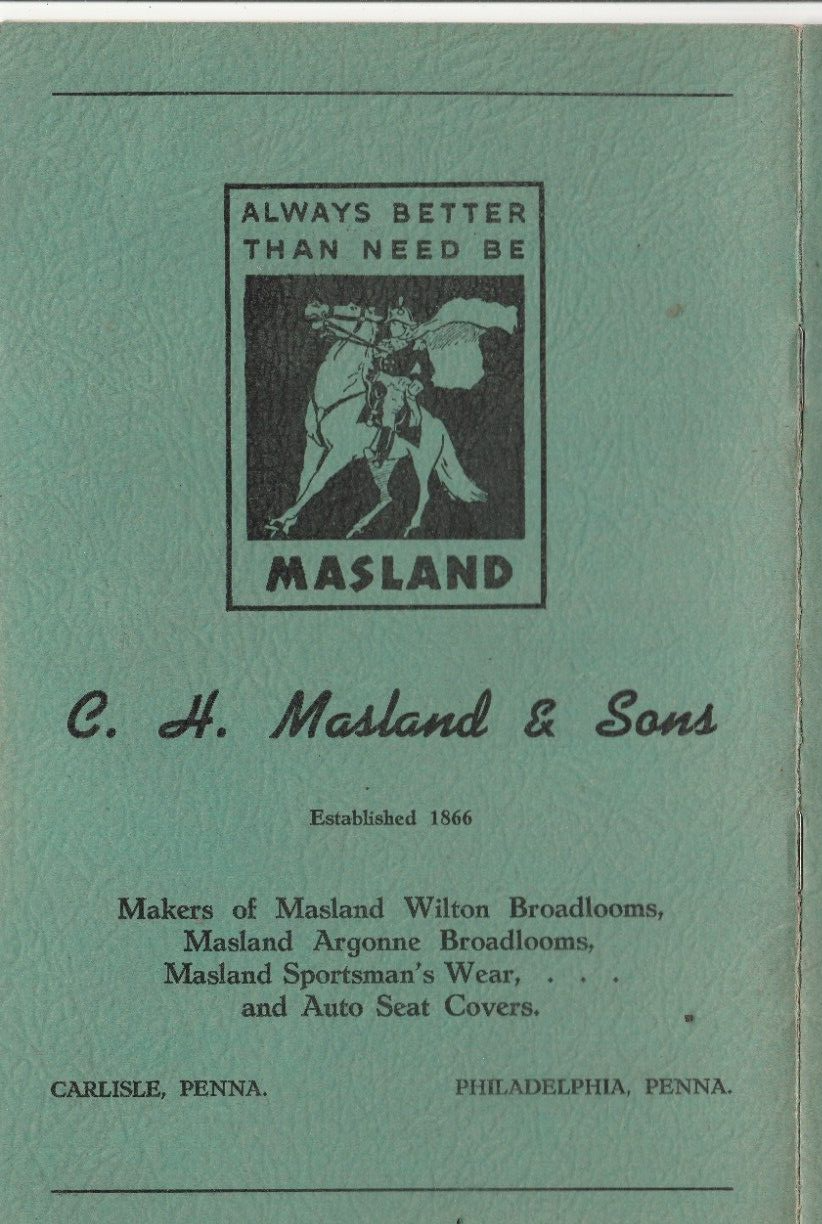 ALWAYS BETTER
THAN NEED BE
MASLAND
C. H. Masland & Sons
Established 1866
Makers of Masland Wilton Broadlooms,
Masland Argonne Broadlooms,
Masland Sportsman's Wear, . . .
and Auto Seat Covers.
CARLISLE, PENNA. PHILADELPHIA, PENNA.